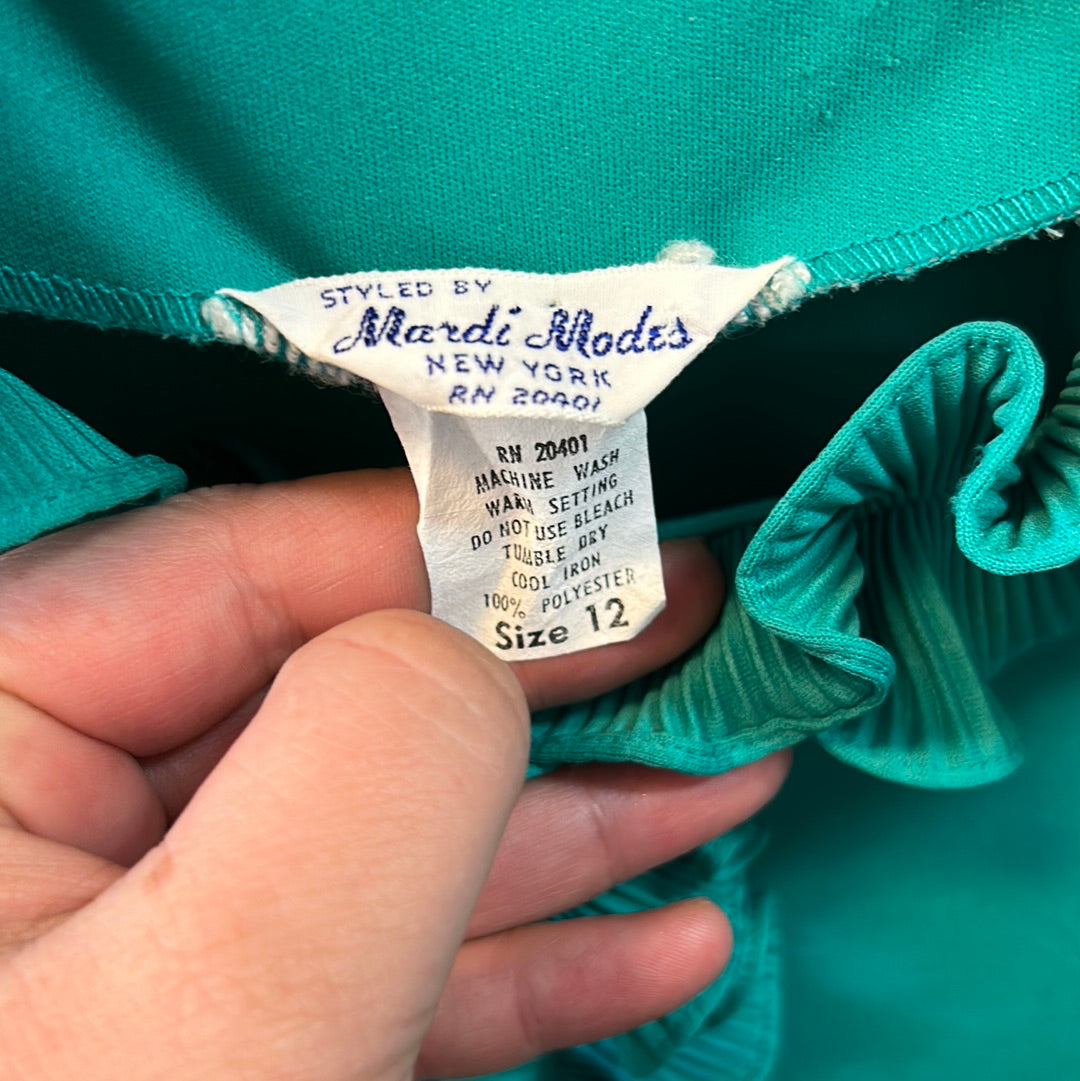 STYLED BY
Mardi Modes
NEW YORK
RN 20401
RN 20401
MACHINE WASH
WARM SETTING
DO NOT USE BLEACH
TUMBLE DRY
COOL IRON
100% POLYESTER
Size 12